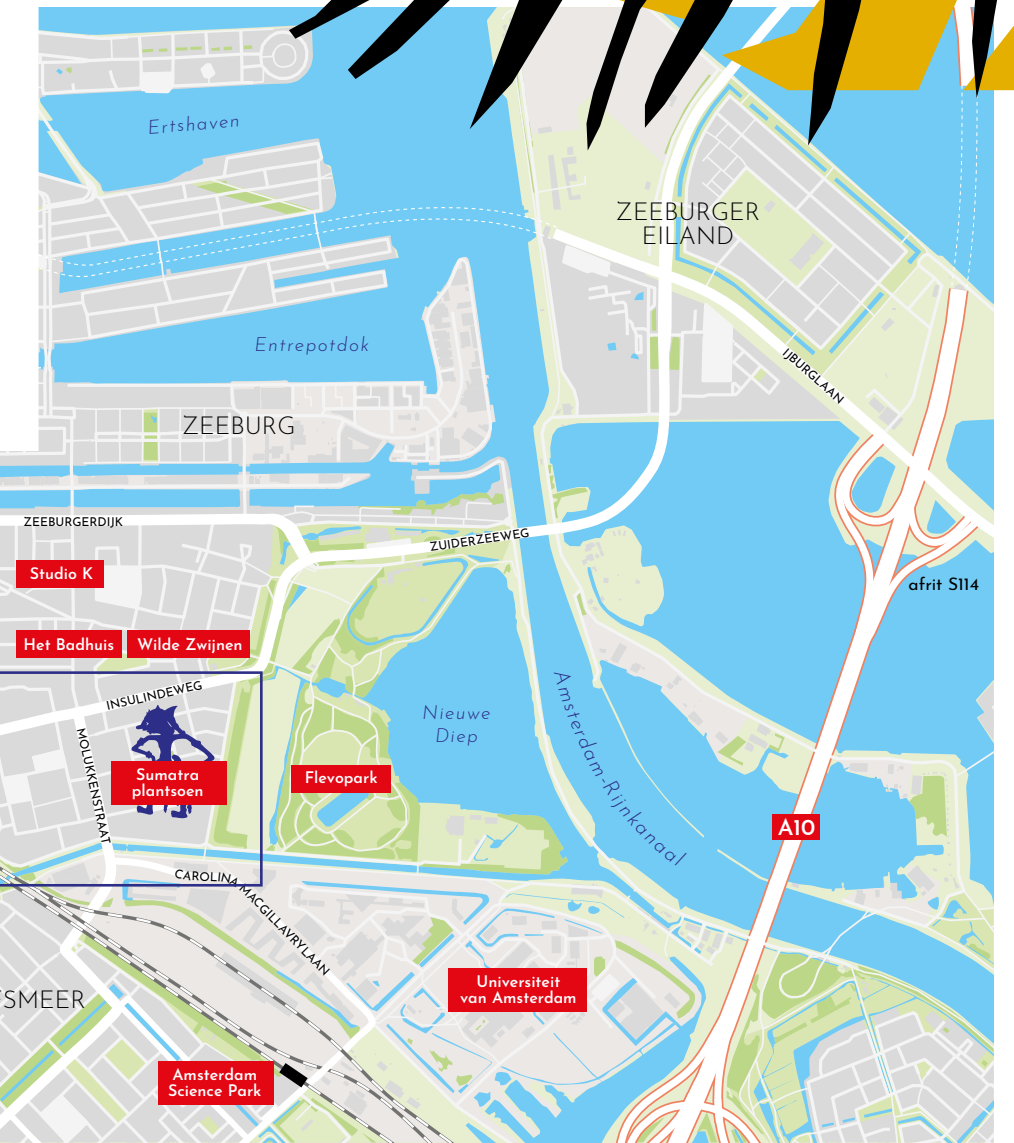 Ertshaven
ZEEBURGER
EILAND
Entrepotdok
IJBURGLAAN
ZEEBURG
ZEEBURGERDIJK
ZUIDERZEEWEG
Studio K
afrit S114
Het Badhuis
Wilde Zwijnen
INSULINDEWEG
Nieuwe
Diep
Amsterdam-Rijnkanaal
MOLUKKENSTRAAT
Sumatra
plantsoen
Flevopark
A10
CAROLINA MACGILLAVRYLAAN
Universiteit
van Amsterdam
SMEER
Amsterdam
Science Park